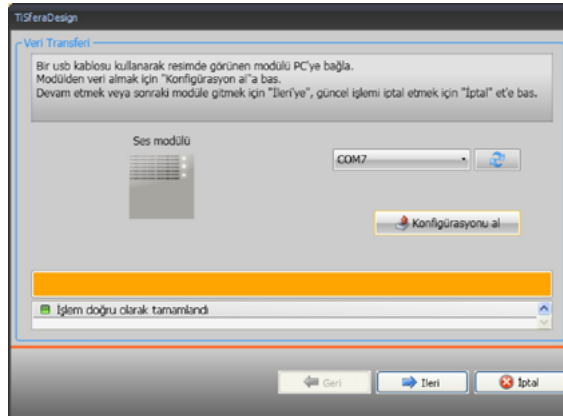 TiSferaDesign
Veri Transferi
Bir usb kablosu kullanarak resimde görünen modülü PC'ye bağla.
Modülden veri almak için "Konfigürasyon al"a bas.
Devam etmek veya sonraki modüle gitmek için "İleri'ye", güncel işlemi iptal etmek için "İptal" et'e bas.
Ses modülü
COM7
Konfigürasyonu al
İşlem doğru olarak tamamlandı
Geri
İleri
İptal